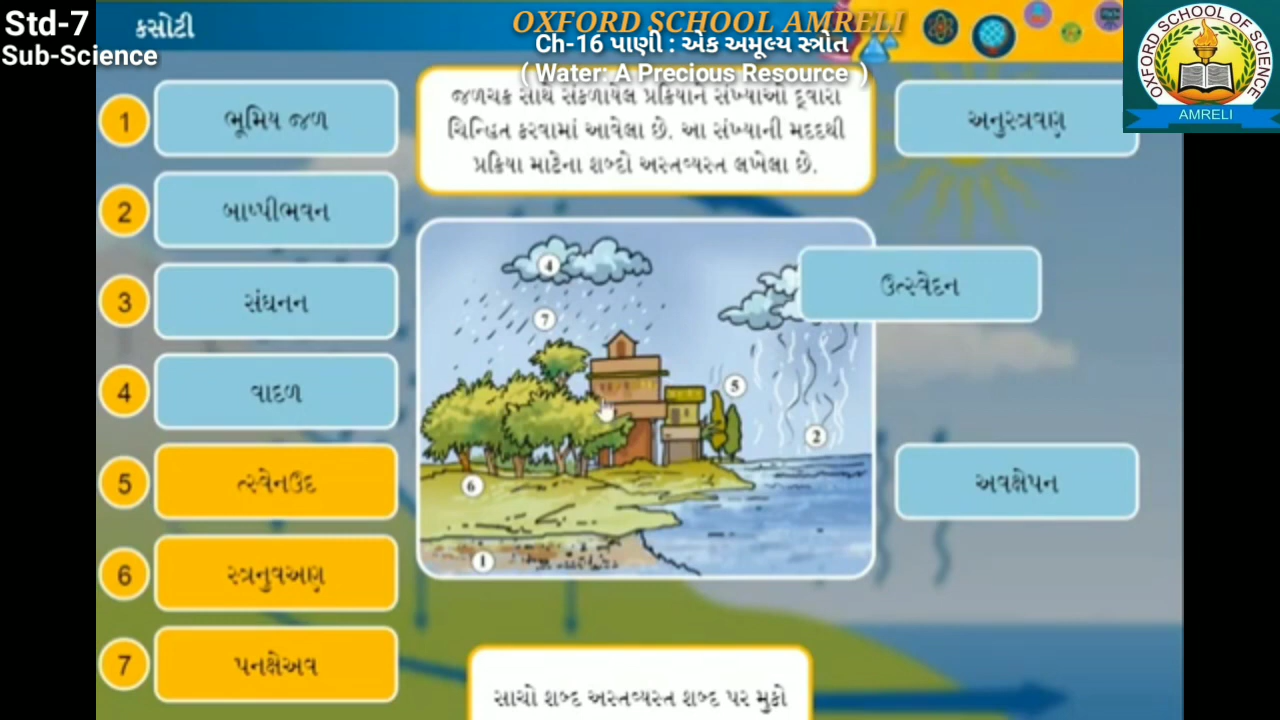 Std-7
Sub-Science
કસોટી
OXFORD SCHOOL AMRELI
Ch-16 પાણી : એક અમૂલ્ય સ્ત્રોત
( Water: A Precious Resource )
OXFORD SCHOOL OF SCIENCE
AMRELI
જળચક્ર સાથે સંકળાયેલ પ્રક્રિયાને સંખ્યાઓ દ્વારા
ચિન્હિત કરવામાં આવેલા છે. આ સંખ્યાની મદદથી
પ્રક્રિયા માટેના શબ્દો અસ્તવ્યસ્ત લખેલા છે.
1 ભૂમિય જળ
2 બાષ્પીભવન
3 સંઘનન
4 વાદળ
5 ત્સ્વેનઉદ
6 સ્ત્રનુવઅણ
7 પનક્ષેઅવ
4
7
5
2
6
1
અનુસ્ત્રવણ
ઉત્સ્વેદન
અવક્ષેપન
સાચો શબ્દ અસ્તવ્યસ્ત શબ્દ પર મુકો